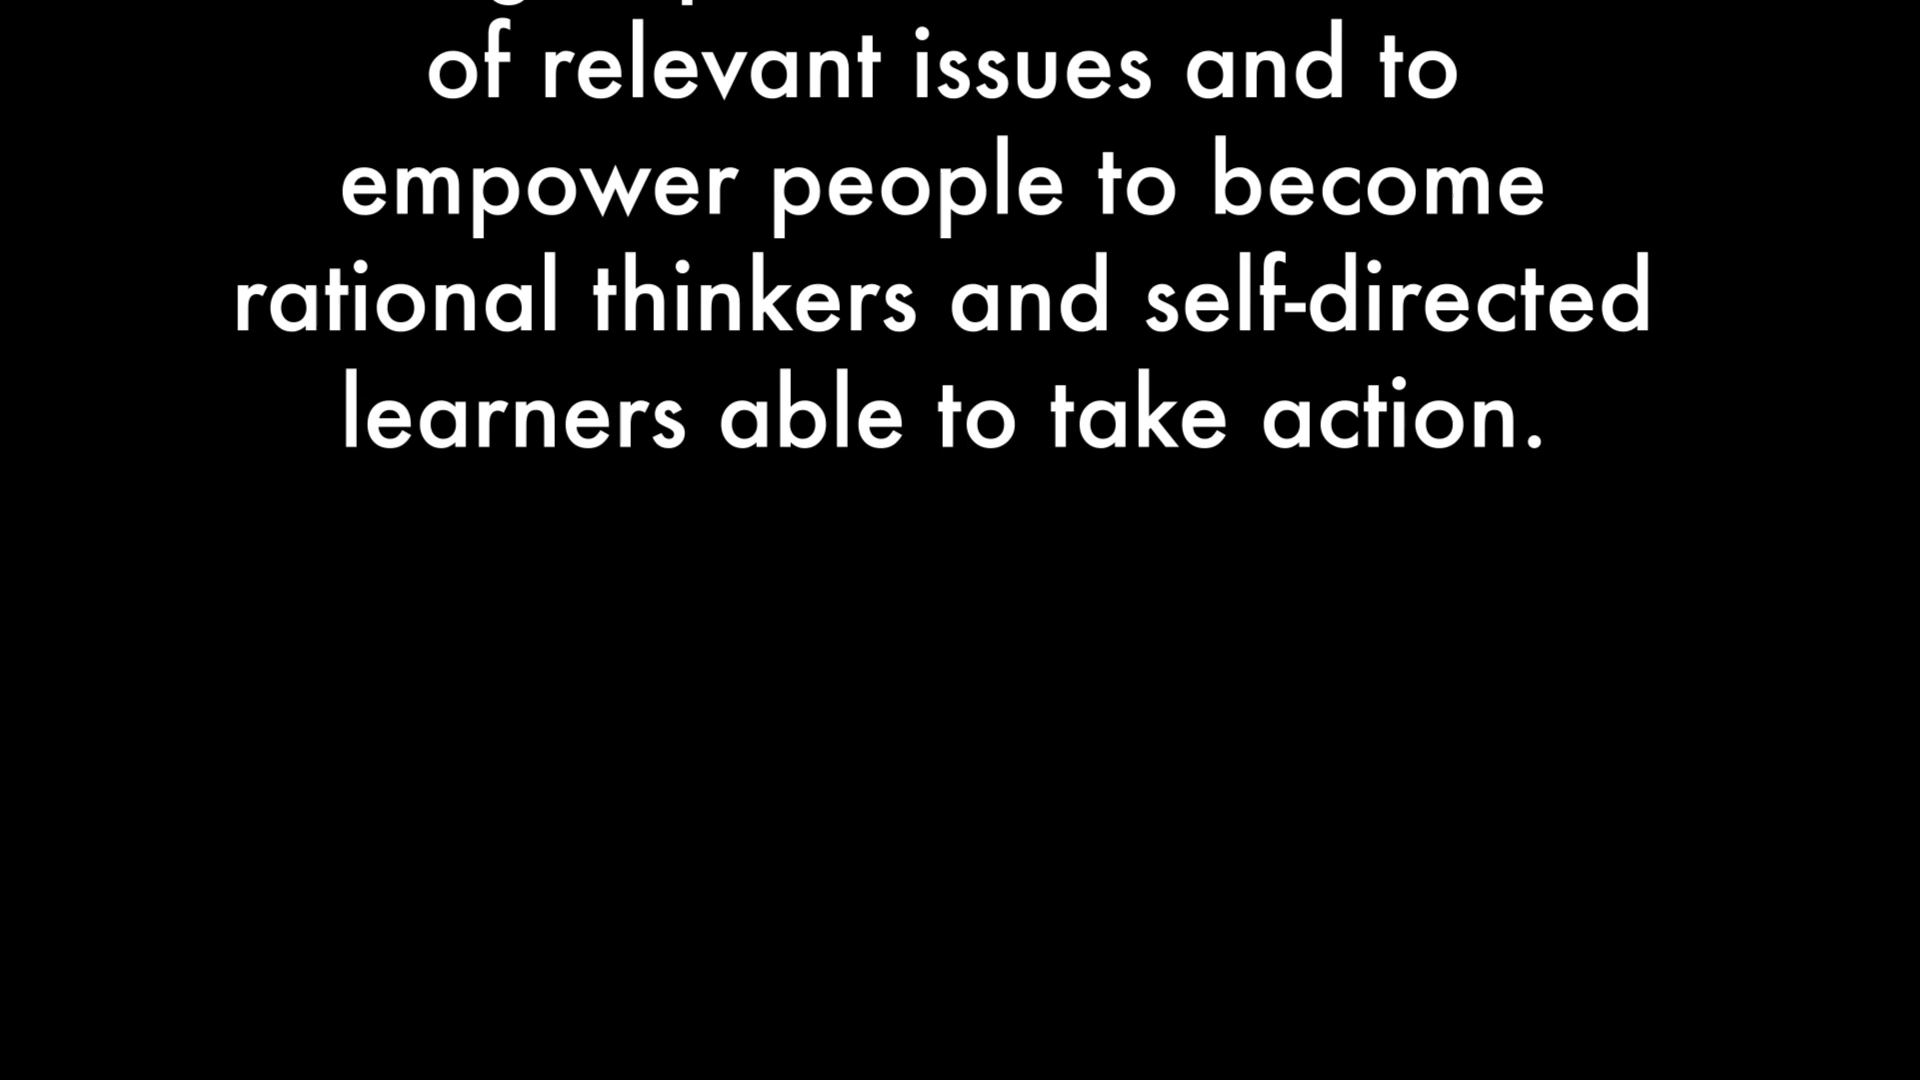 of relevant issues and to
empower people to become
rational thinkers and self-directed
learners able to take action.